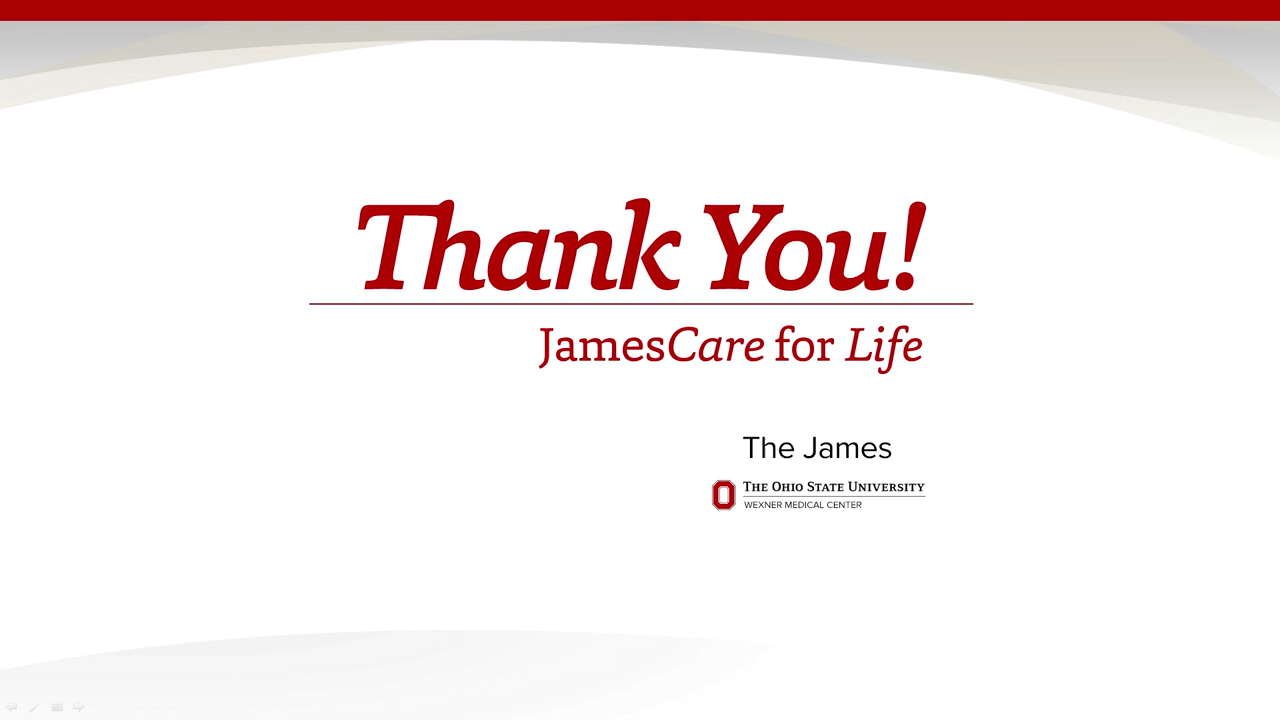 Thank You!
JamesCare for Life
The James
THE OHIO STATE UNIVERSITY
WEXNER MEDICAL CENTER